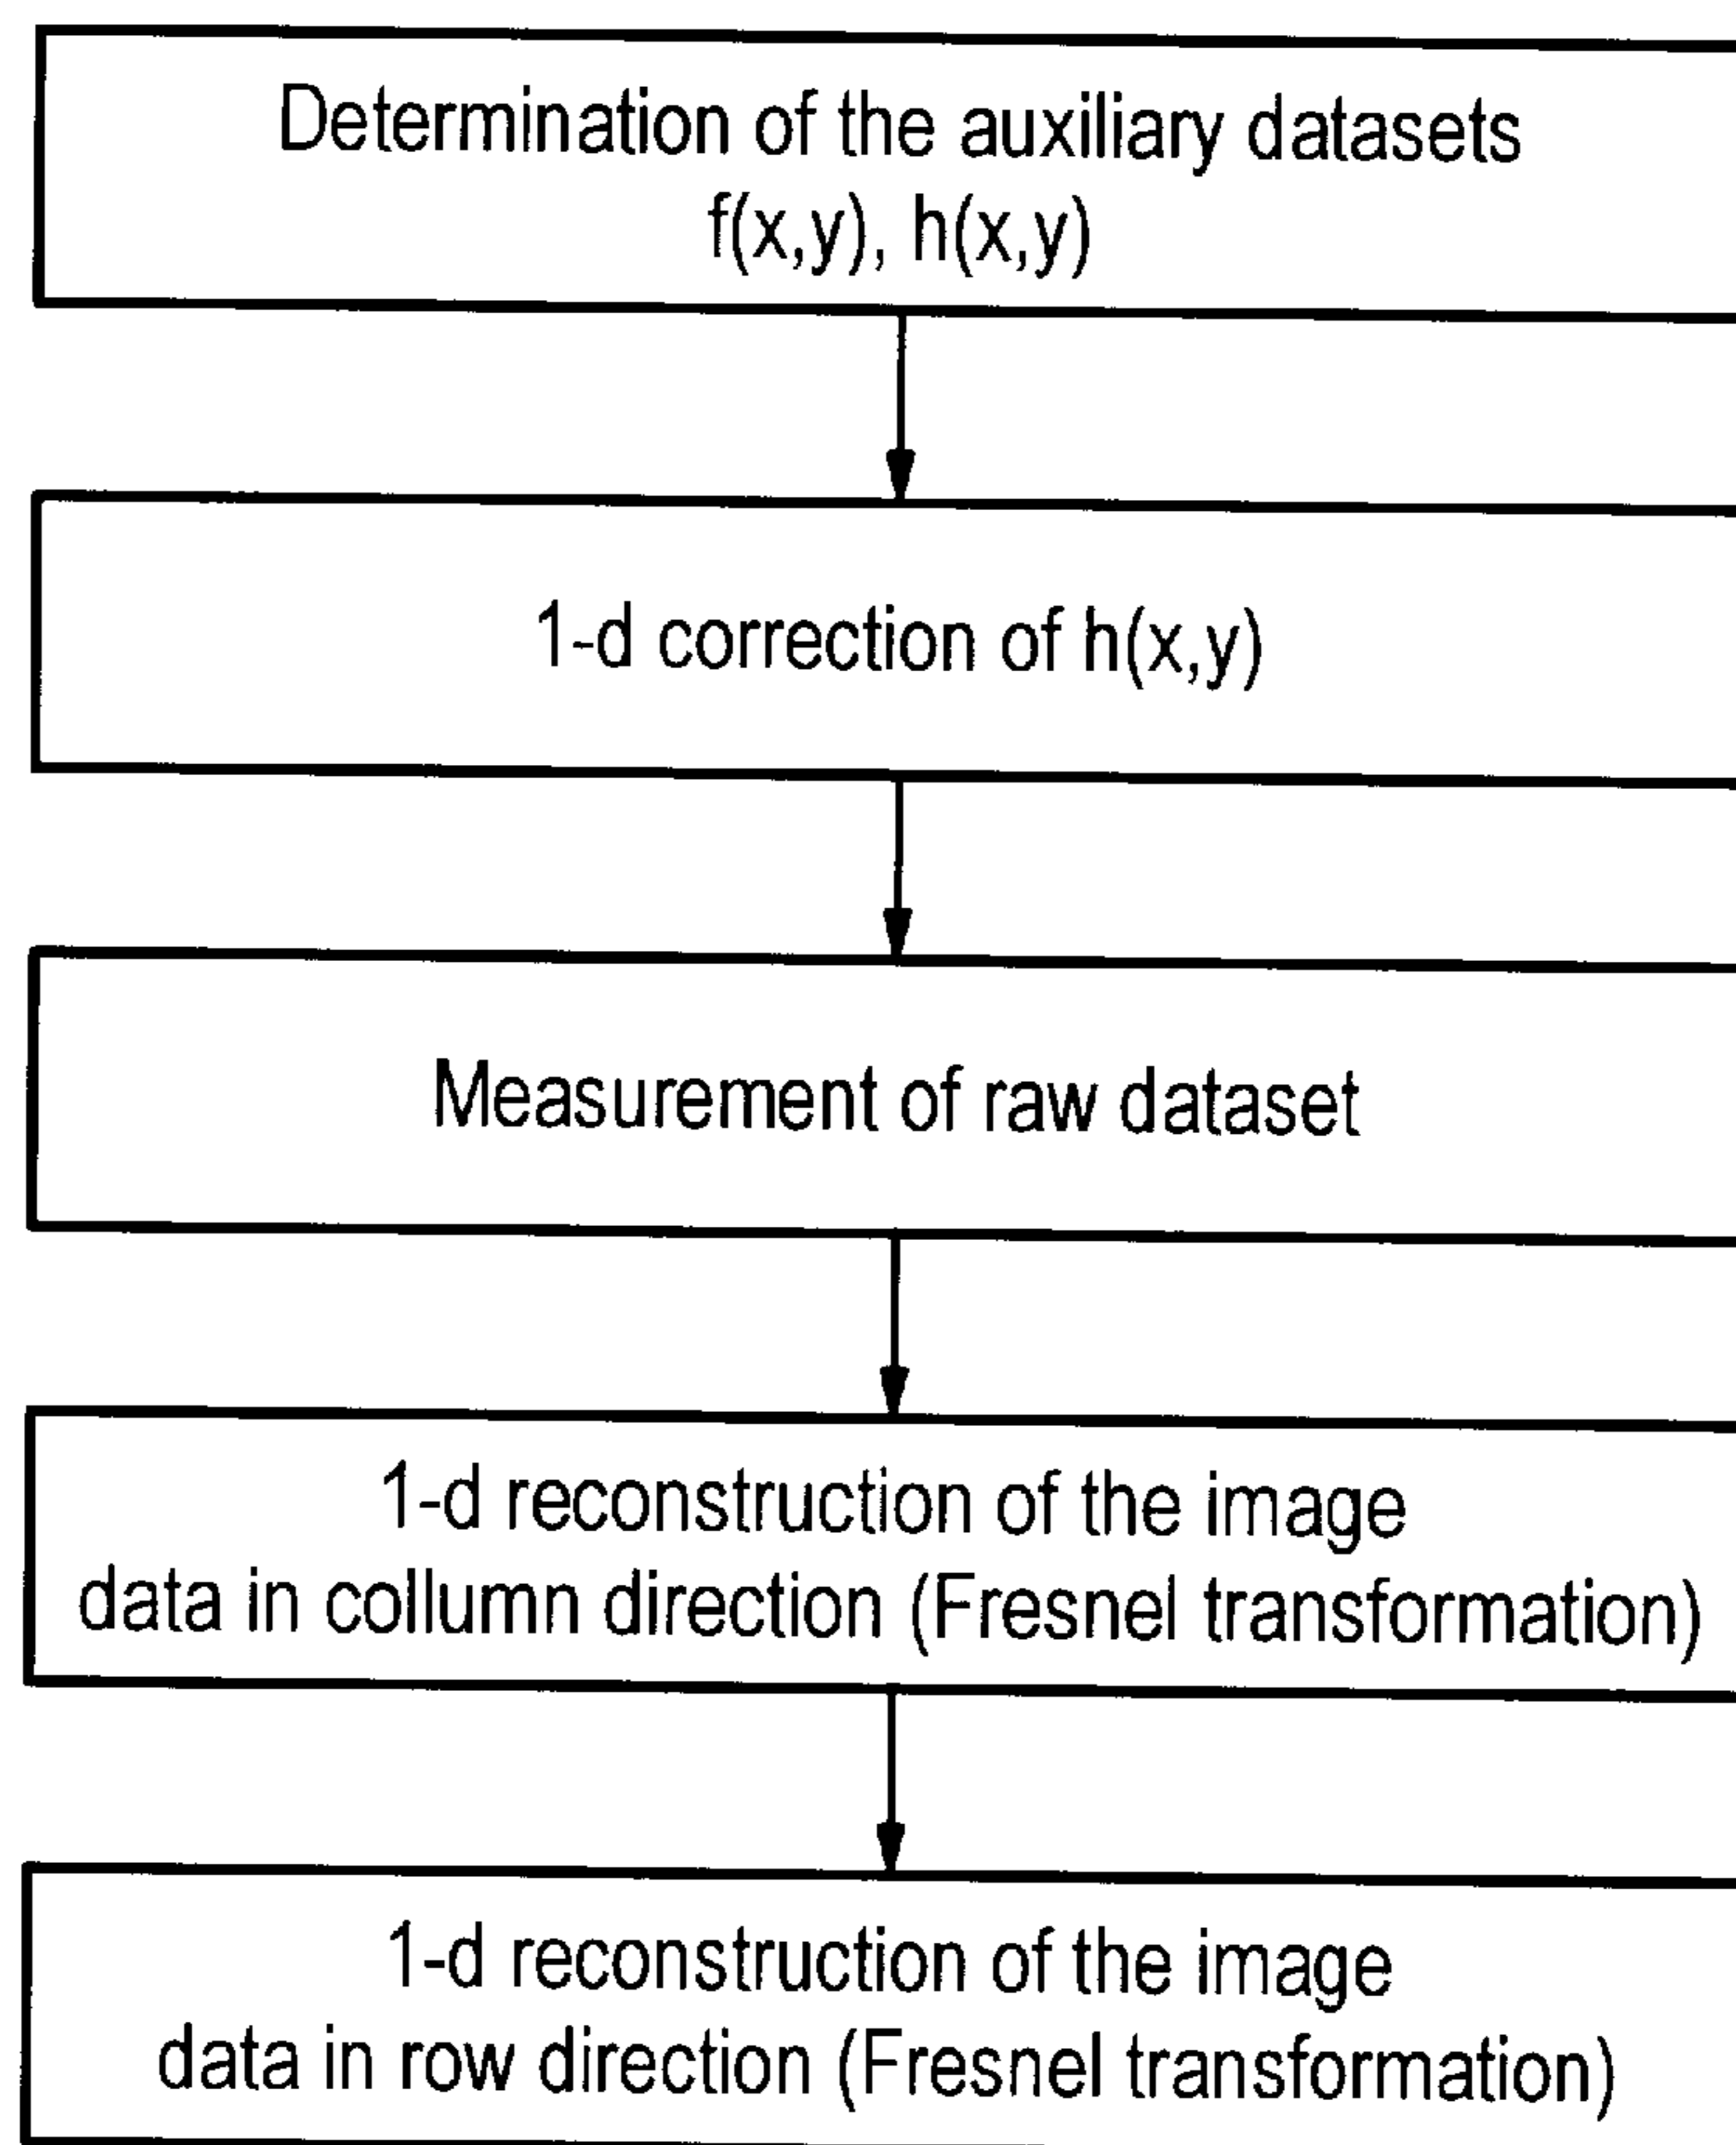 Determination of the auxiliary datasets
f(x,y), h(x,y)
1-d correction of h(x,y)
Measurement of raw dataset
1-d reconstruction of the image
data in collumn direction (Fresnel transformation)
1-d reconstruction of the image
data in row direction (Fresnel transformation)